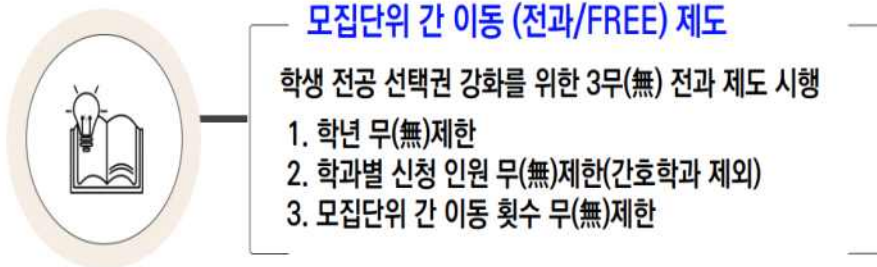 모집단위 간 이동 (전과/FREE) 제도
학생 전공 선택권 강화를 위한 3무(無) 전과 제도 시행
1. 학년 무(無)제한
2. 학과별 신청 인원 무(無)제한(간호학과 제외)
3. 모집단위 간 이동 횟수 무(無)제한